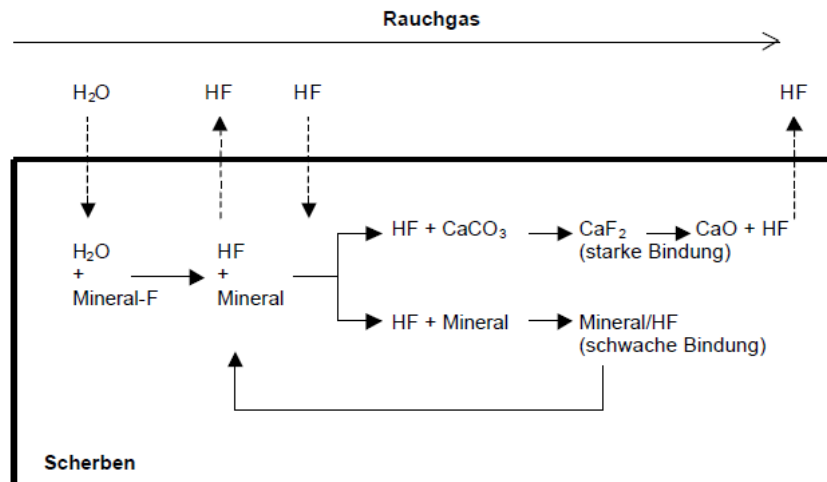 Rauchgas
H₂O HF HF HF
HF + CaCO₃ CaF₂ CaO + HF
(starke Bindung)
H₂O
+
Mineral-F
HF
+
Mineral
HF + Mineral Mineral/HF
(schwache Bindung)
Scherben